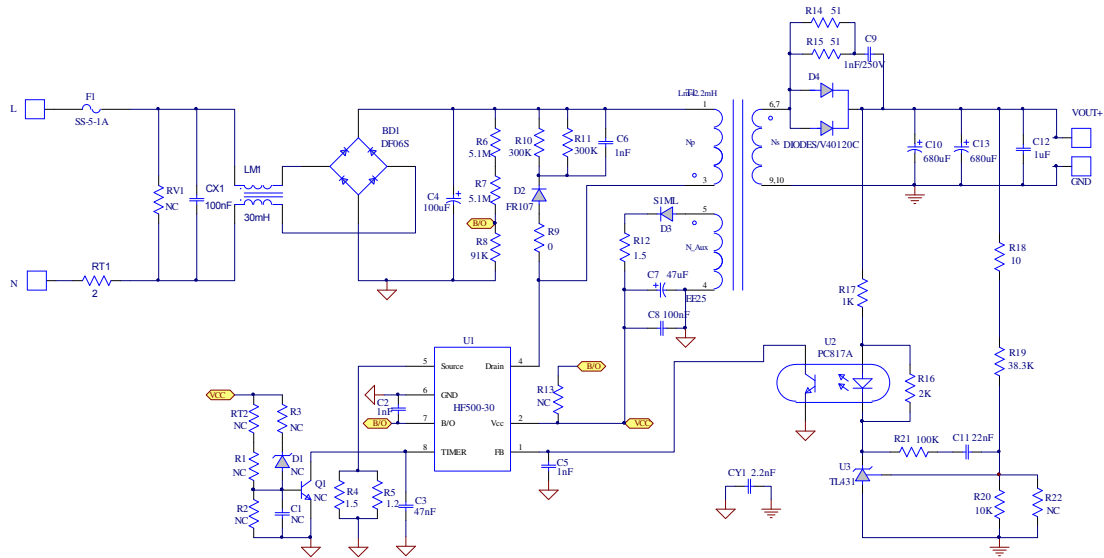 R14 51
R15 51
C9
1nF/250V
D4
DIODES/V40120C
L
F1
SS-5-1A
N
RT1
2
RV1
NC
CX1
100nF
LM1
30mH
BD1
DF06S
C4
100uF
R6
5.1M
R7
5.1M
B/O
R8
91K
R10
300K
R11
300K
C6
1nF
D2
FR107
R9
0
1
3
Np
6,7
Ns
9,10
S1ML
D3
5
N_Aux
4
EE25
R12
1.5
C7 47uF
C8 100nF
C10
680uF
C13
680uF
C12
1uF
VOUT+
GND
R17
1K
R18
10
R19
38.3K
U2
PC817A
R16
2K
R21 100K
C11 22nF
U3
TL431
R20
10K
R22
NC
CY1 2.2nF
U1
5 Source Drain 4
6 GND
HF500-30
7 B/O Vcc 2
8 TIMER FB 1
R13
NC
B/O
VCC
C2
1nF
B/O
C5
1nF
VCC
RT2
NC
R3
NC
R1
NC
D1
NC
Q1
NC
R2
NC
C1
NC
R4
1.5
R5
1.2
C3
47nF